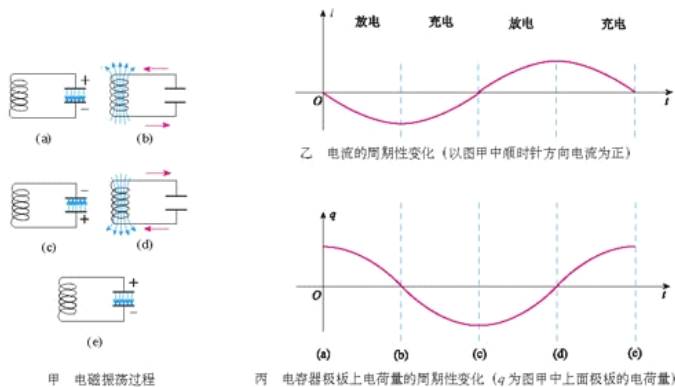 +
−
(a)
(b)
−
+
(c)
(d)
+
−
(e)
甲 电磁振荡过程
i
放电 充电 放电 充电
O
t
乙 电流的周期性变化（以图甲中顺时针方向电流为正）
q
O
t
(a) (b) (c) (d) (e)
丙 电容器极板上电荷量的周期性变化（q为图甲中上面极板的电荷量）